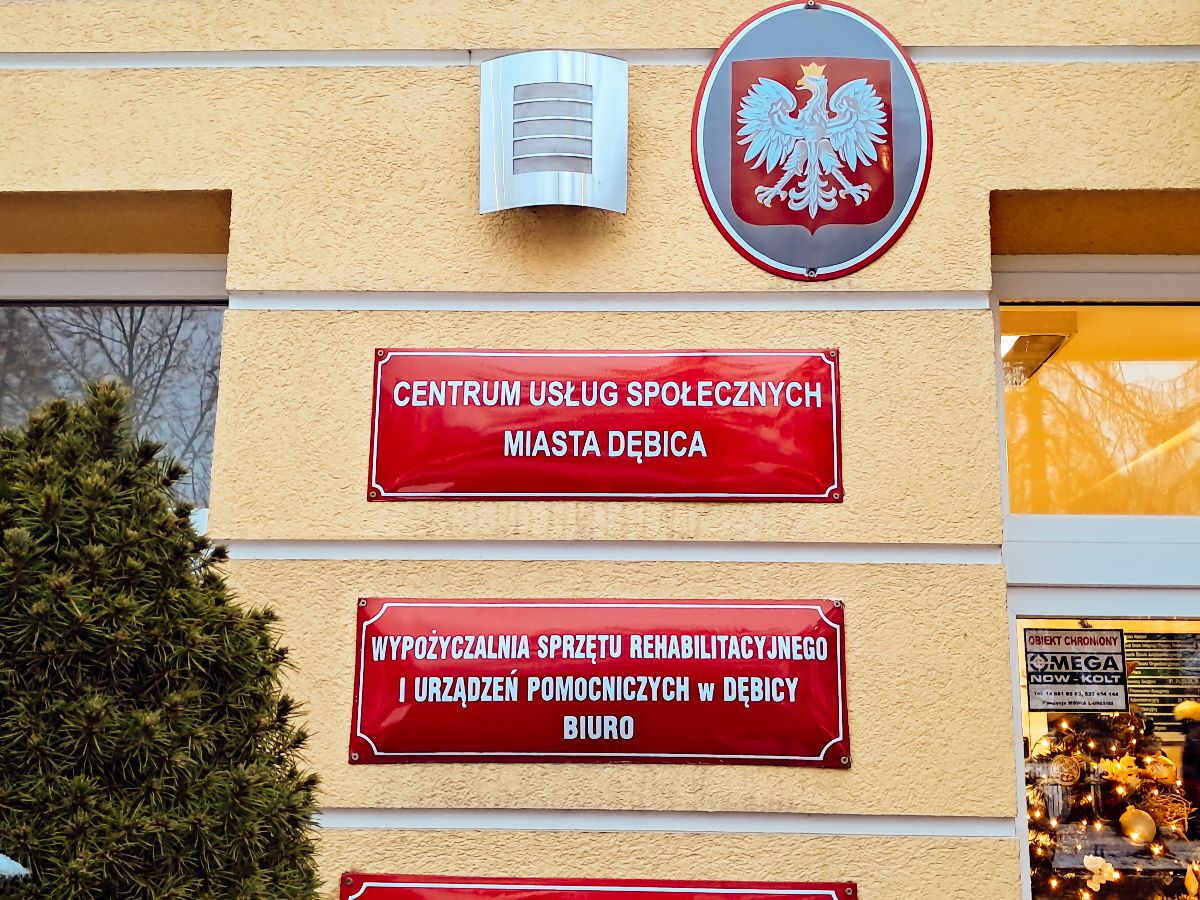 CENTRUM USŁUG SPOŁECZNYCH
MIASTA DĘBICA
WYPOŻYCZALNIA SPRZĘTU REHABILITACYJNEGO
I URZĄDZEŃ POMOCNICZYCH w DĘBICY
BIURO
OBIEKT CHRONIONY
OMEGA
NOW-KOLT